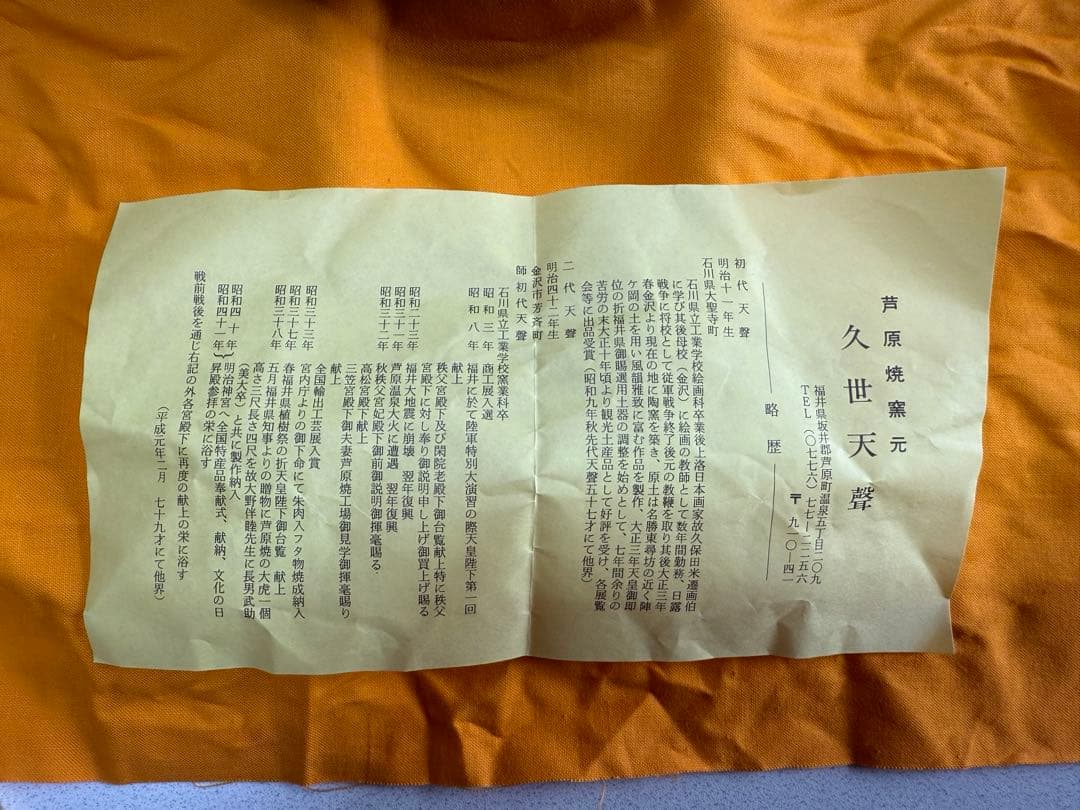 芦原焼窯元
久世天聲
福井県坂井郡芦原町温泉五丁目二〇九
TEL(〇七七六)七七―二二五六
〒九一〇―四一
略歴
初代天聲
明治十一年生
石川県大聖寺町
石川県立工業学校絵画科卒業後上洛日本画家故久保田米遷画伯
に学び其後母校(金沢)に絵画の教師として数年間勤務、日露
戦争に将校として従軍戦争終了後元の教鞭を取り其後大正三年
春金沢より現在の地に陶窯を築き、原土は名勝東尋坊の近く陣
ケ岡の土を用い風韻雅致に富む作品を製作、大正三年天皇御即
位の折福井県御賜選用土器の調整を始めとして、七年間余りの
苦労の末大正十年頃より観光土産品として好評を受け、各展覧
会等に出品受賞(昭和九年秋先代天聲五十七才にて他界)
二代天聲
明治四十二年生
金沢市芳斉町
師初代天聲
石川県立工業学校窯業科卒
昭和三年 商工展入選
昭和八年 福井に於て陸軍特別大演習の際天皇陛下第一回
献上
秩父宮殿下及び閑院老殿下御台覧献上特に秩父
宮殿下に対し奉り御説明申し上げ御買上げ賜る
昭和二十三年 福井大地震に崩壊 翌年復興
昭和三十一年 芦原温泉大火に遭遇 翌年復興
昭和三十二年 秋秩父宮妃殿下御前御説明御揮毫賜る
高松宮殿下献上
三笠宮殿下御夫妻芦原焼工場御見学御揮毫賜り
献上
全国輸出工芸展入賞
昭和三十三年 宮内庁よりの御下命にて朱肉入フタ物焼成納入
昭和三十七年 春福井県植樹祭の折天皇陛下御台覧 献上
昭和三十八年 五月福井県知事よりの贈物に芦原焼の大虎一個
高さ三尺長さ四尺を故大野伴睦先生に長男武助
(美大卒)と共に製作納入
昭和四十年
昭和四十一年}明治神宮へ全国特産品奉献式、献納、文化の日
昇殿参拝の栄に浴す
戦前戦後を通じ右記の外各宮殿下に再度の献上の栄に浴す
(平成元年二月 七十九才にて他界)